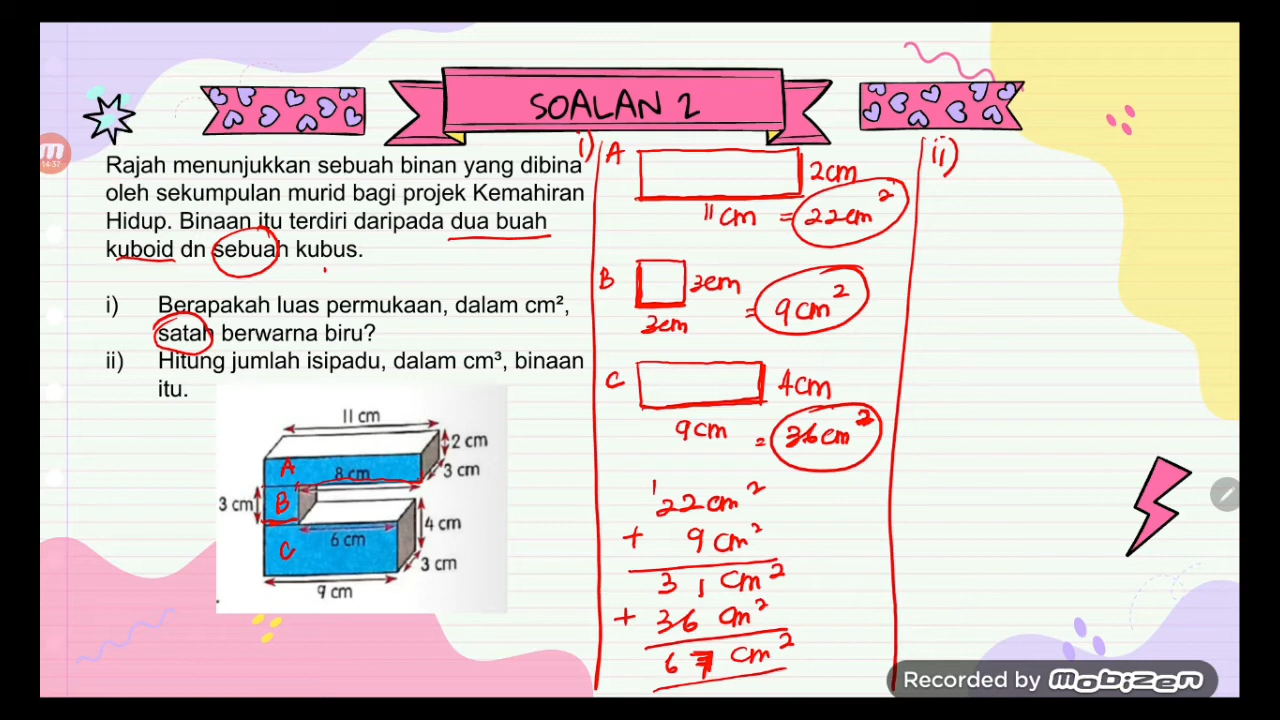 SOALAN 2
Rajah menunjukkan sebuah binan yang dibina
oleh sekumpulan murid bagi projek Kemahiran
Hidup. Binaan itu terdiri daripada dua buah
kuboid dn sebuah kubus.
i) Berapakah luas permukaan, dalam cm²,
satah berwarna biru?
ii) Hitung jumlah isipadu, dalam cm³, binaan
itu.
11 cm
2 cm
A
8 cm
3 cm
3 cm
B
4 cm
6 cm
C
3 cm
9 cm
i)
A
2cm
11 cm = 22cm²
B
3cm
3cm = 9cm²
C
4cm
9cm = 36cm²
1
22cm²
+ 9cm²
31 cm²
+ 36 cm²
67 cm²
ii)
14:37
Recorded by mobizen